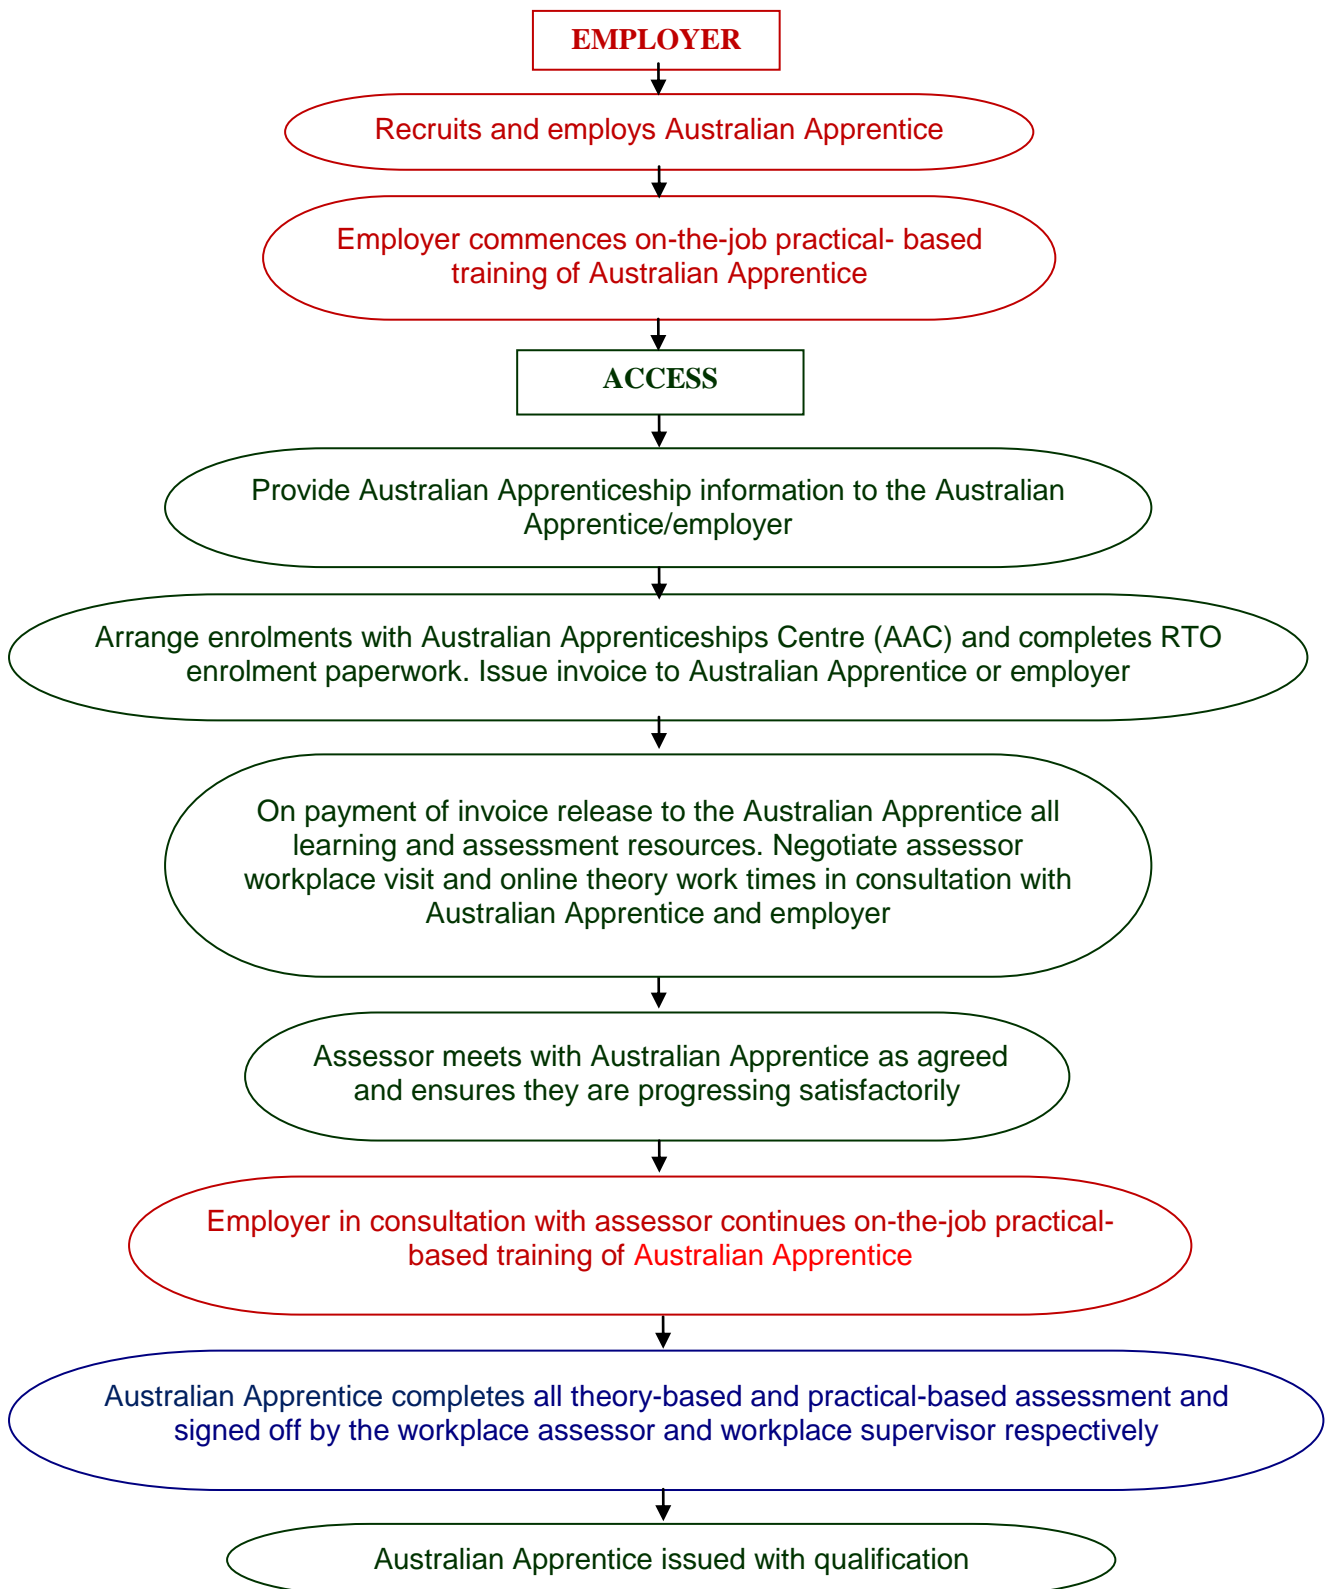 EMPLOYER
Recruits and employs Australian Apprentice
Employer commences on-the-job practical- based
training of Australian Apprentice
ACCESS
Provide Australian Apprenticeship information to the Australian
Apprentice/employer
Arrange enrolments with Australian Apprenticeships Centre (AAC) and completes RTO
enrolment paperwork. Issue invoice to Australian Apprentice or employer
On payment of invoice release to the Australian Apprentice all
learning and assessment resources. Negotiate assessor
workplace visit and online theory work times in consultation with
Australian Apprentice and employer
Assessor meets with Australian Apprentice as agreed
and ensures they are progressing satisfactorily
Employer in consultation with assessor continues on-the-job practical-
based training of Australian Apprentice
Australian Apprentice completes all theory-based and practical-based assessment and
signed off by the workplace assessor and workplace supervisor respectively
Australian Apprentice issued with qualification